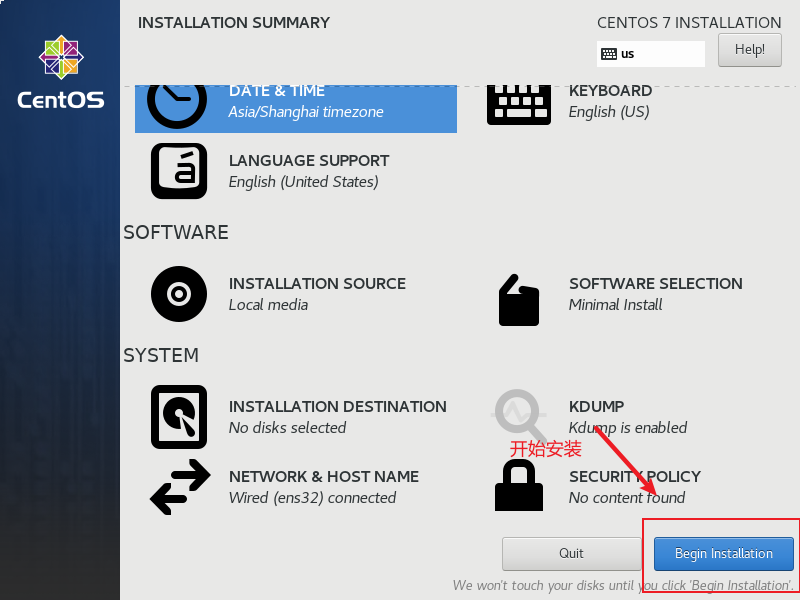 INSTALLATION SUMMARY
CENTOS 7 INSTALLATION
us
Help!
CentOS
DATE & TIME
Asia/Shanghai timezone
KEYBOARD
English (US)
LANGUAGE SUPPORT
English (United States)
SOFTWARE
INSTALLATION SOURCE
Local media
SOFTWARE SELECTION
Minimal Install
SYSTEM
INSTALLATION DESTINATION
No disks selected
KDUMP
Kdump is enabled
开始安装
NETWORK & HOST NAME
Wired (ens32) connected
SECURITY POLICY
No content found
Quit
Begin Installation
We won't touch your disks until you click 'Begin Installation'.